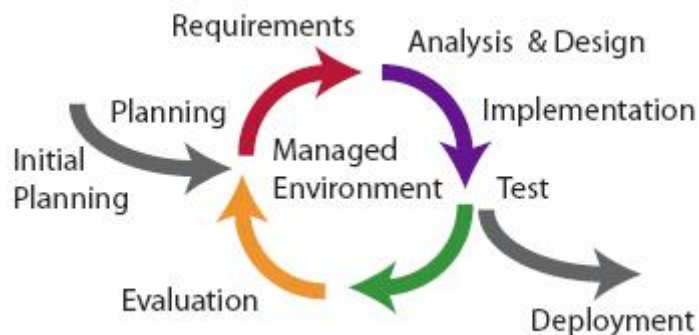 Requirements
Analysis & Design
Planning
Implementation
Initial
Planning
Managed
Environment
Test
Evaluation
Deployment